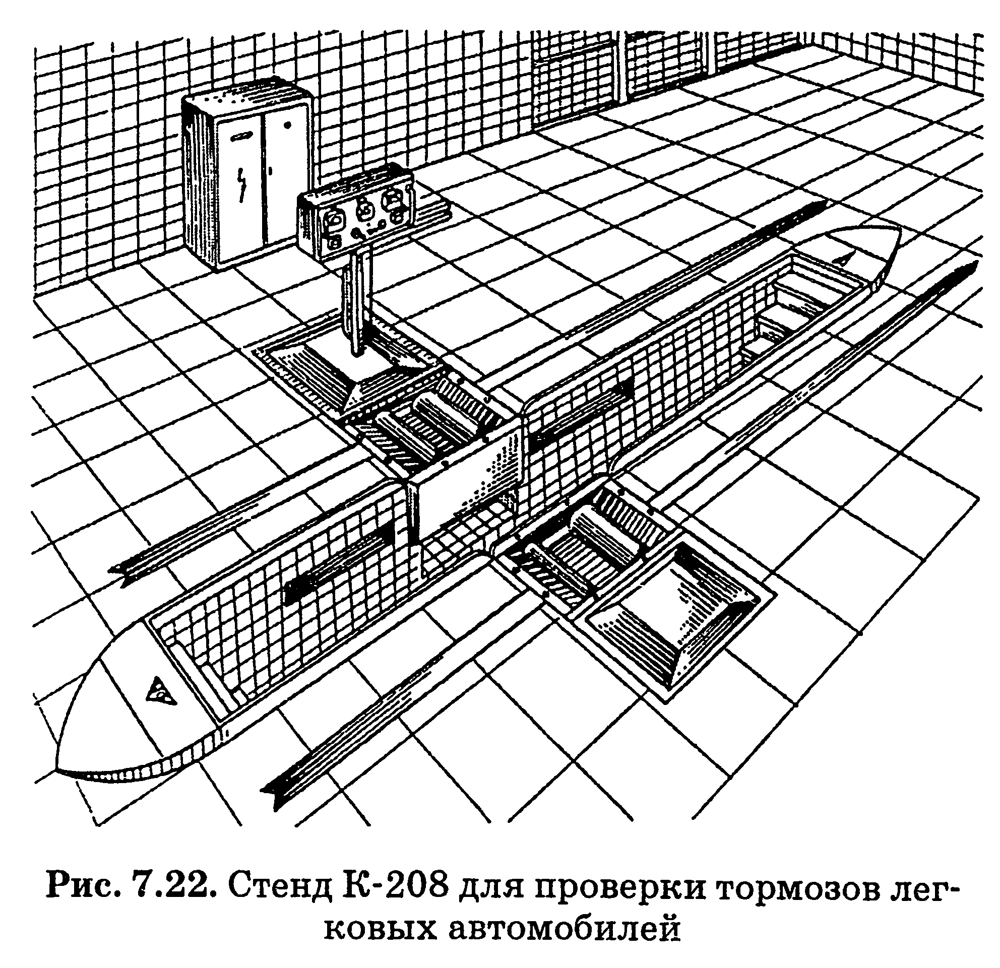 Рис. 7.22. Стенд К-208 для проверки тормозов лег-
ковых автомобилей